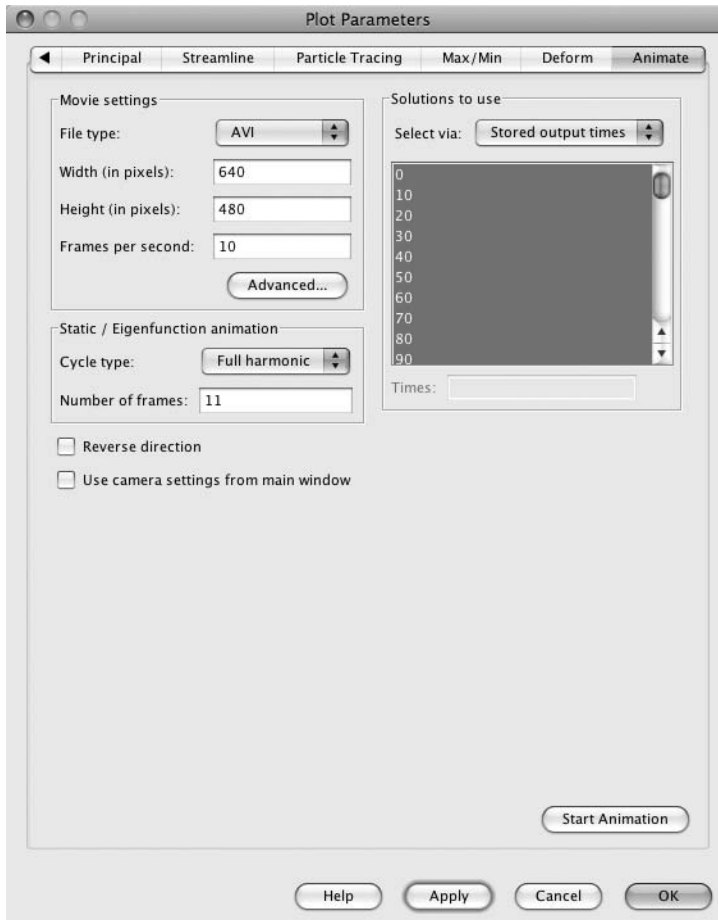 Plot Parameters
Principal Streamline Particle Tracing Max/Min Deform Animate
Movie settings
File type: AVI
Width (in pixels): 640
Height (in pixels): 480
Frames per second: 10
Advanced...
Static / Eigenfunction animation
Cycle type: Full harmonic
Number of frames: 11
Reverse direction
Use camera settings from main window
Solutions to use
Select via: Stored output times
0
10
20
30
40
50
60
70
80
90
Times:
Start Animation
Help Apply Cancel OK